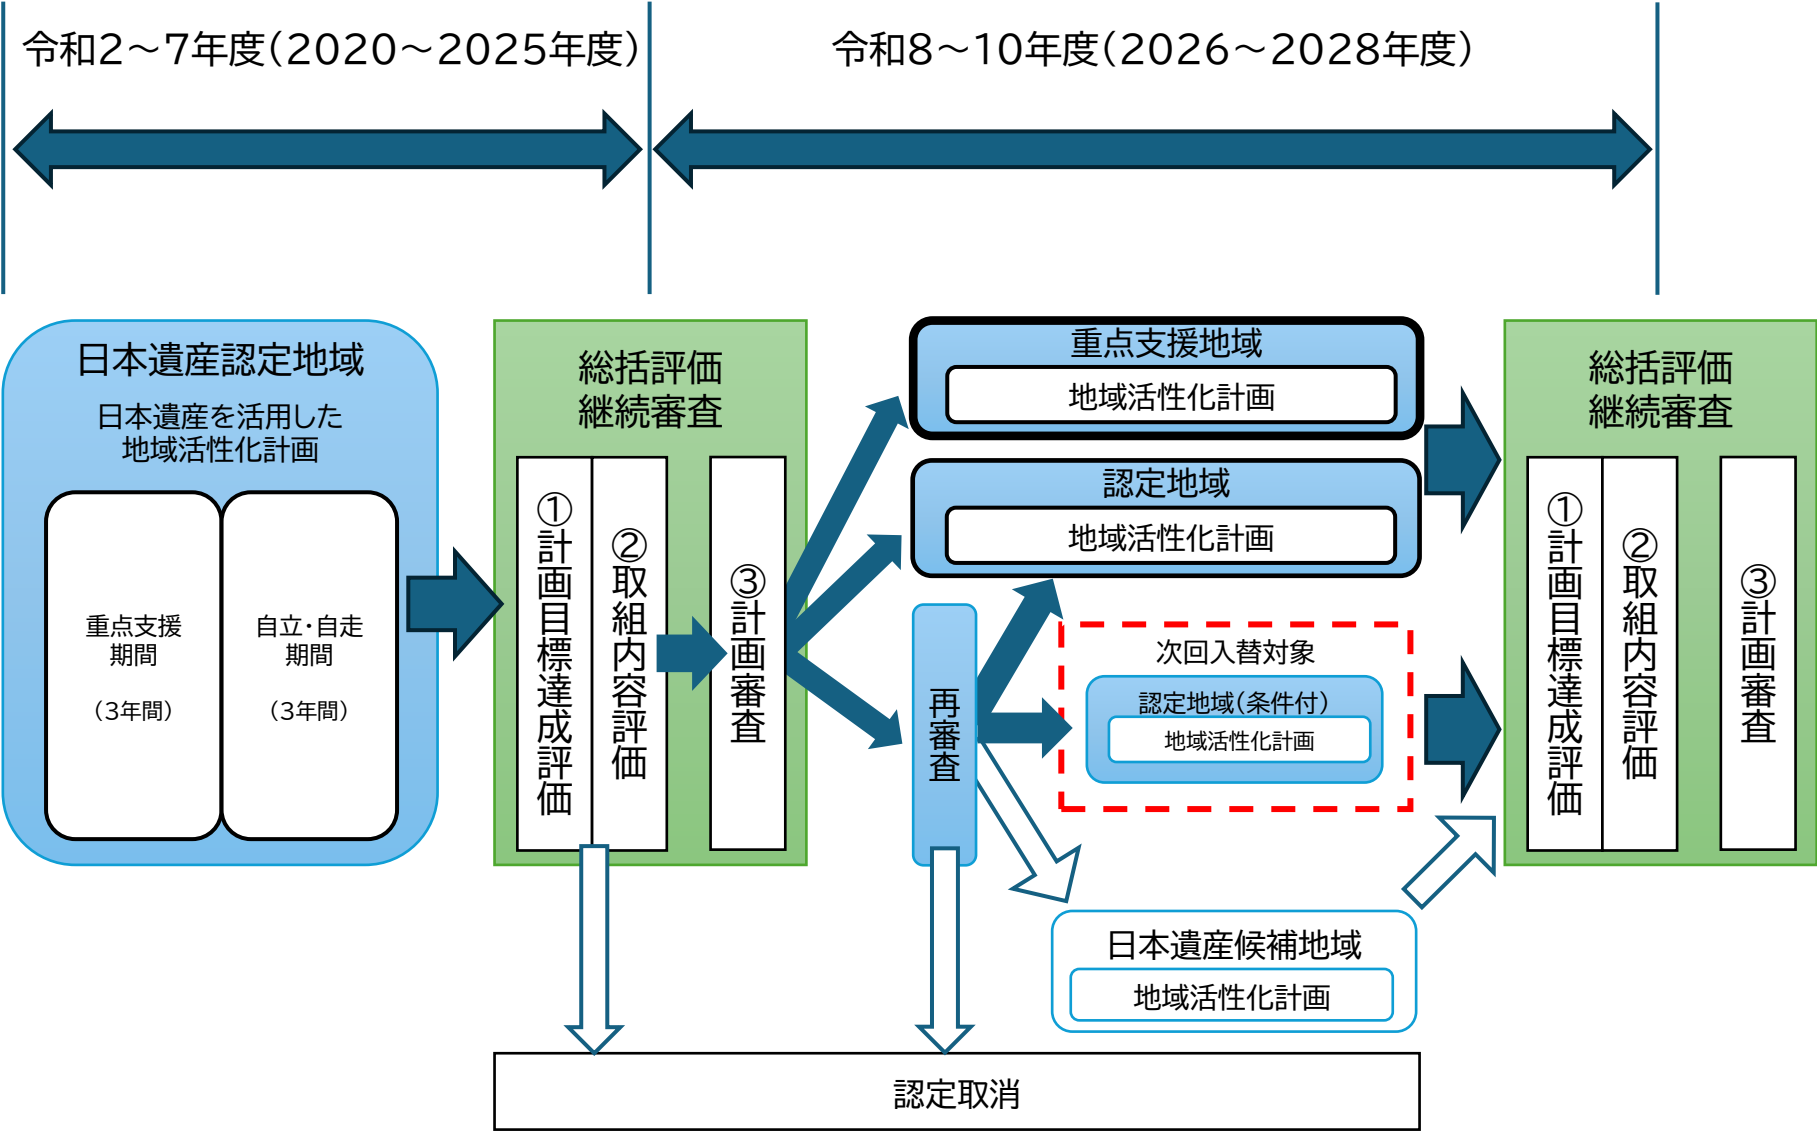 令和2～7年度（2020～2025年度）
令和8～10年度（2026～2028年度）
日本遺産認定地域
日本遺産を活用した
地域活性化計画
重点支援
期間
（3年間）
自立・自走
期間
（3年間）
総括評価
継続審査
①計画目標達成評価
②取組内容評価
③計画審査
重点支援地域
地域活性化計画
認定地域
地域活性化計画
再審査
次回入替対象
認定地域（条件付）
地域活性化計画
日本遺産候補地域
地域活性化計画
総括評価
継続審査
①計画目標達成評価
②取組内容評価
③計画審査
認定取消